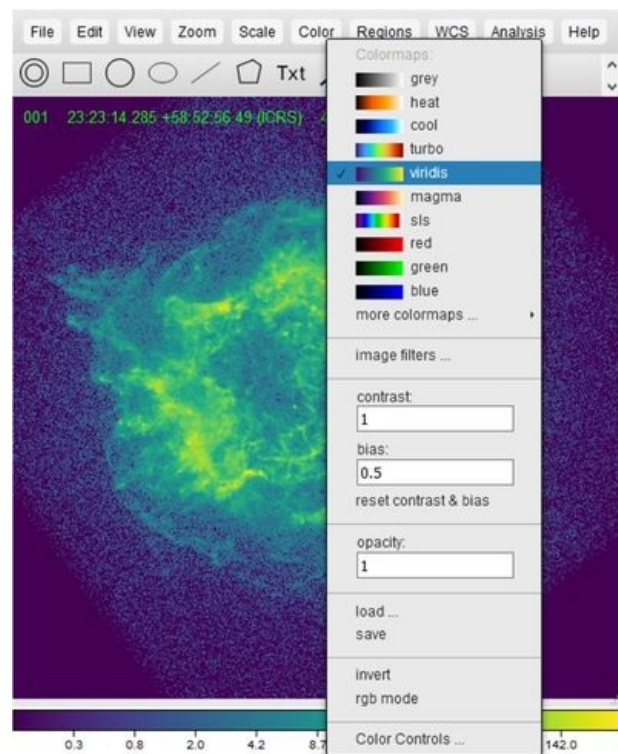 File Edit View Zoom Scale Color Regions WCS Analysis Help
Txt
001 23:23:14.285 +58:52:56.49 (ICRS)
Colormaps:
grey
heat
cool
turbo
✓ viridis
magma
sls
red
green
blue
more colormaps ...
image filters ...
contrast:
1
bias:
0.5
reset contrast & bias
opacity:
1
load ...
save
invert
rgb mode
Color Controls ...
0.3 0.8 2.0 4.2 8.7 142.0